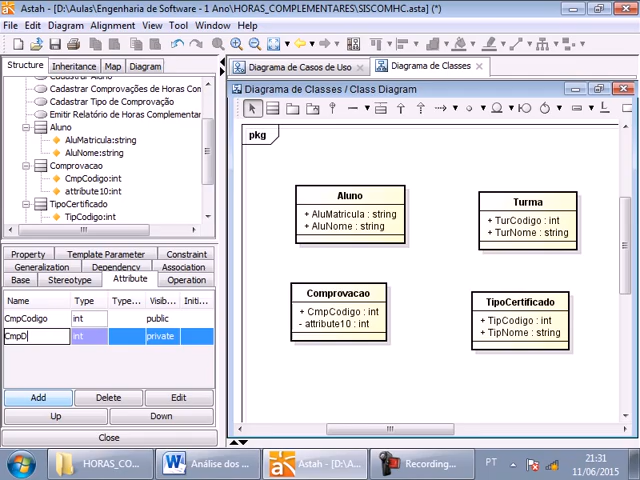 Astah - [D:\Aulas\Engenharia de Software - 1 Ano\HORAS_COMPLEMENTARES\SISCOMHC.asta] (*)
File Edit Diagram Alignment View Tool Window Help
Structure Inheritance Map Diagram
Diagrama de Casos de Uso
Diagrama de Classes
Diagrama de Classes / Class Diagram
Cadastrar Aluno
Cadastrar Comprovações de Horas Con
Cadastrar Tipo de Comprovação
Emitir Relatório de Horas Complementar
Aluno
AluMatricula:string
AluNome:string
Comprovacao
CmpCodigo:int
attribute10:int
TipoCertificado
TipCodigo:int
pkg
Aluno
+ AluMatricula : string
+ AluNome : string
Turma
+ TurCodigo : int
+ TurNome : string
Comprovacao
+ CmpCodigo : int
- attribute10 : int
TipoCertificado
+ TipCodigo : int
+ TipNome : string
Property Template Parameter Constraint
Generalization Dependency Association
Base Stereotype Attribute Operation
Name Type Type... Visib... Initi...
CmpCodigo int public
CmpD int private
Add Delete Edit
Up Down
Close
HORAS_CO...
Análise dos ...
Astah - [D:\A...
Recording...
PT
21:31
11/06/2015